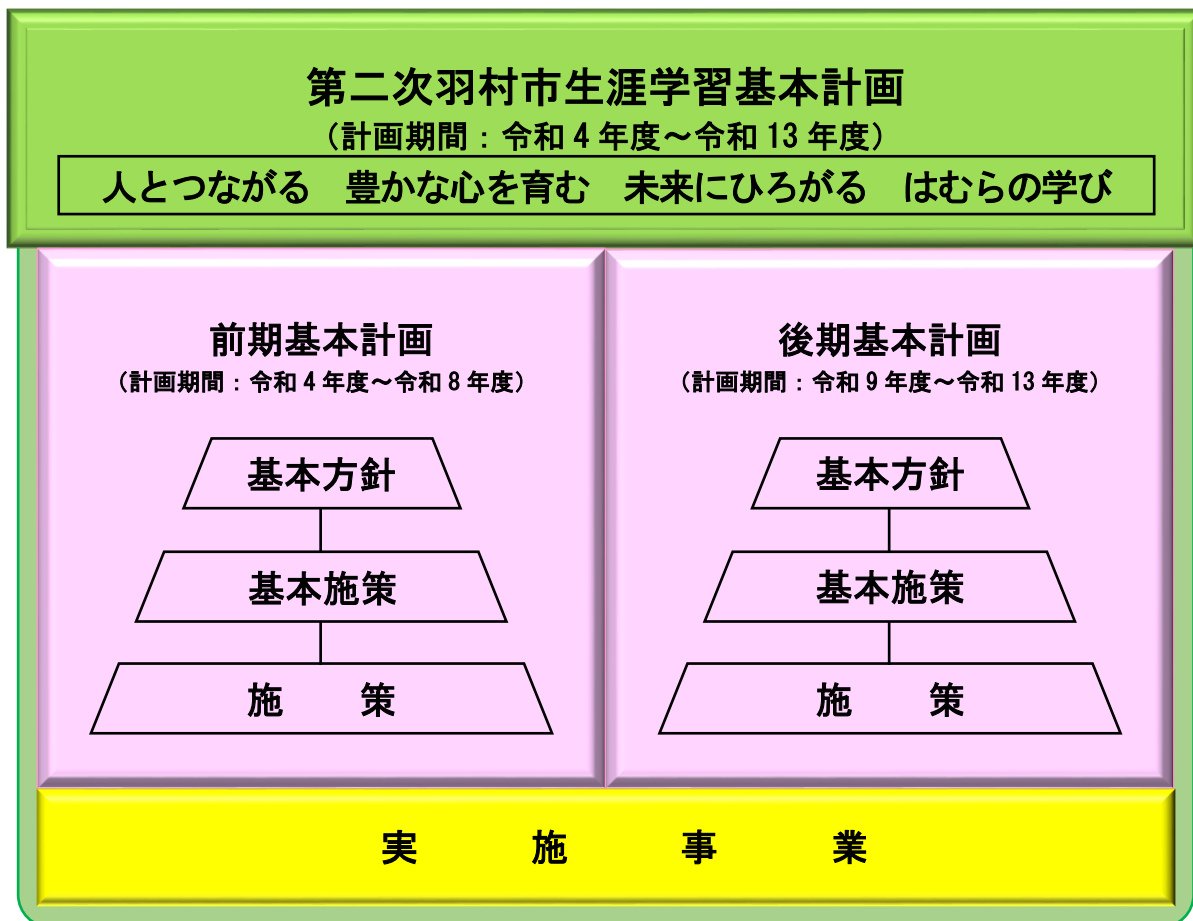 第二次羽村市生涯学習基本計画
（計画期間：令和４年度～令和 13 年度）
人とつながる　豊かな心を育む　未来にひろがる　はむらの学び
前期基本計画
（計画期間：令和４年度～令和８年度）
基本方針
基本施策
施　　策
後期基本計画
（計画期間：令和９年度～令和 13 年度）
基本方針
基本施策
施　　策
実　　　施　　　事　　　業